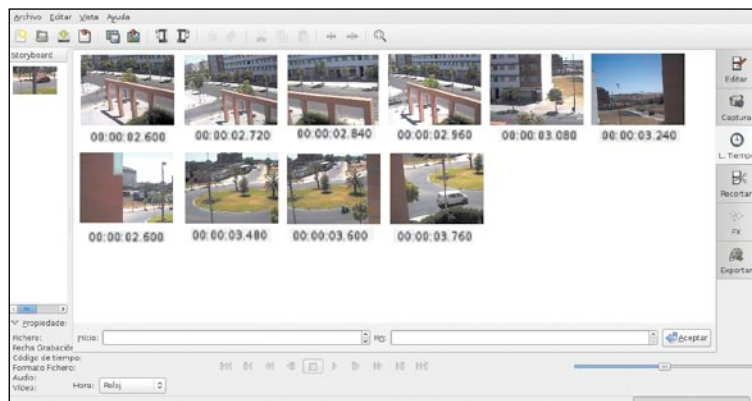 Archivo Editar Vista Ayuda
Storyboard
00:00:02.600 00:00:02.720 00:00:02.840 00:00:02.960 00:00:03.080 00:00:03.240
00:00:02.600 00:00:03.480 00:00:03.600 00:00:03.760
Editar
Captura
L. Tiempo
Recortar
FX
Exportar
Propiedade:
Inicio: Fin: Aceptar
Fichero:
Fecha Grabación
Código de tiempo:
Formato Fichero:
Audio:
Vídeo:
Hora: Reloj